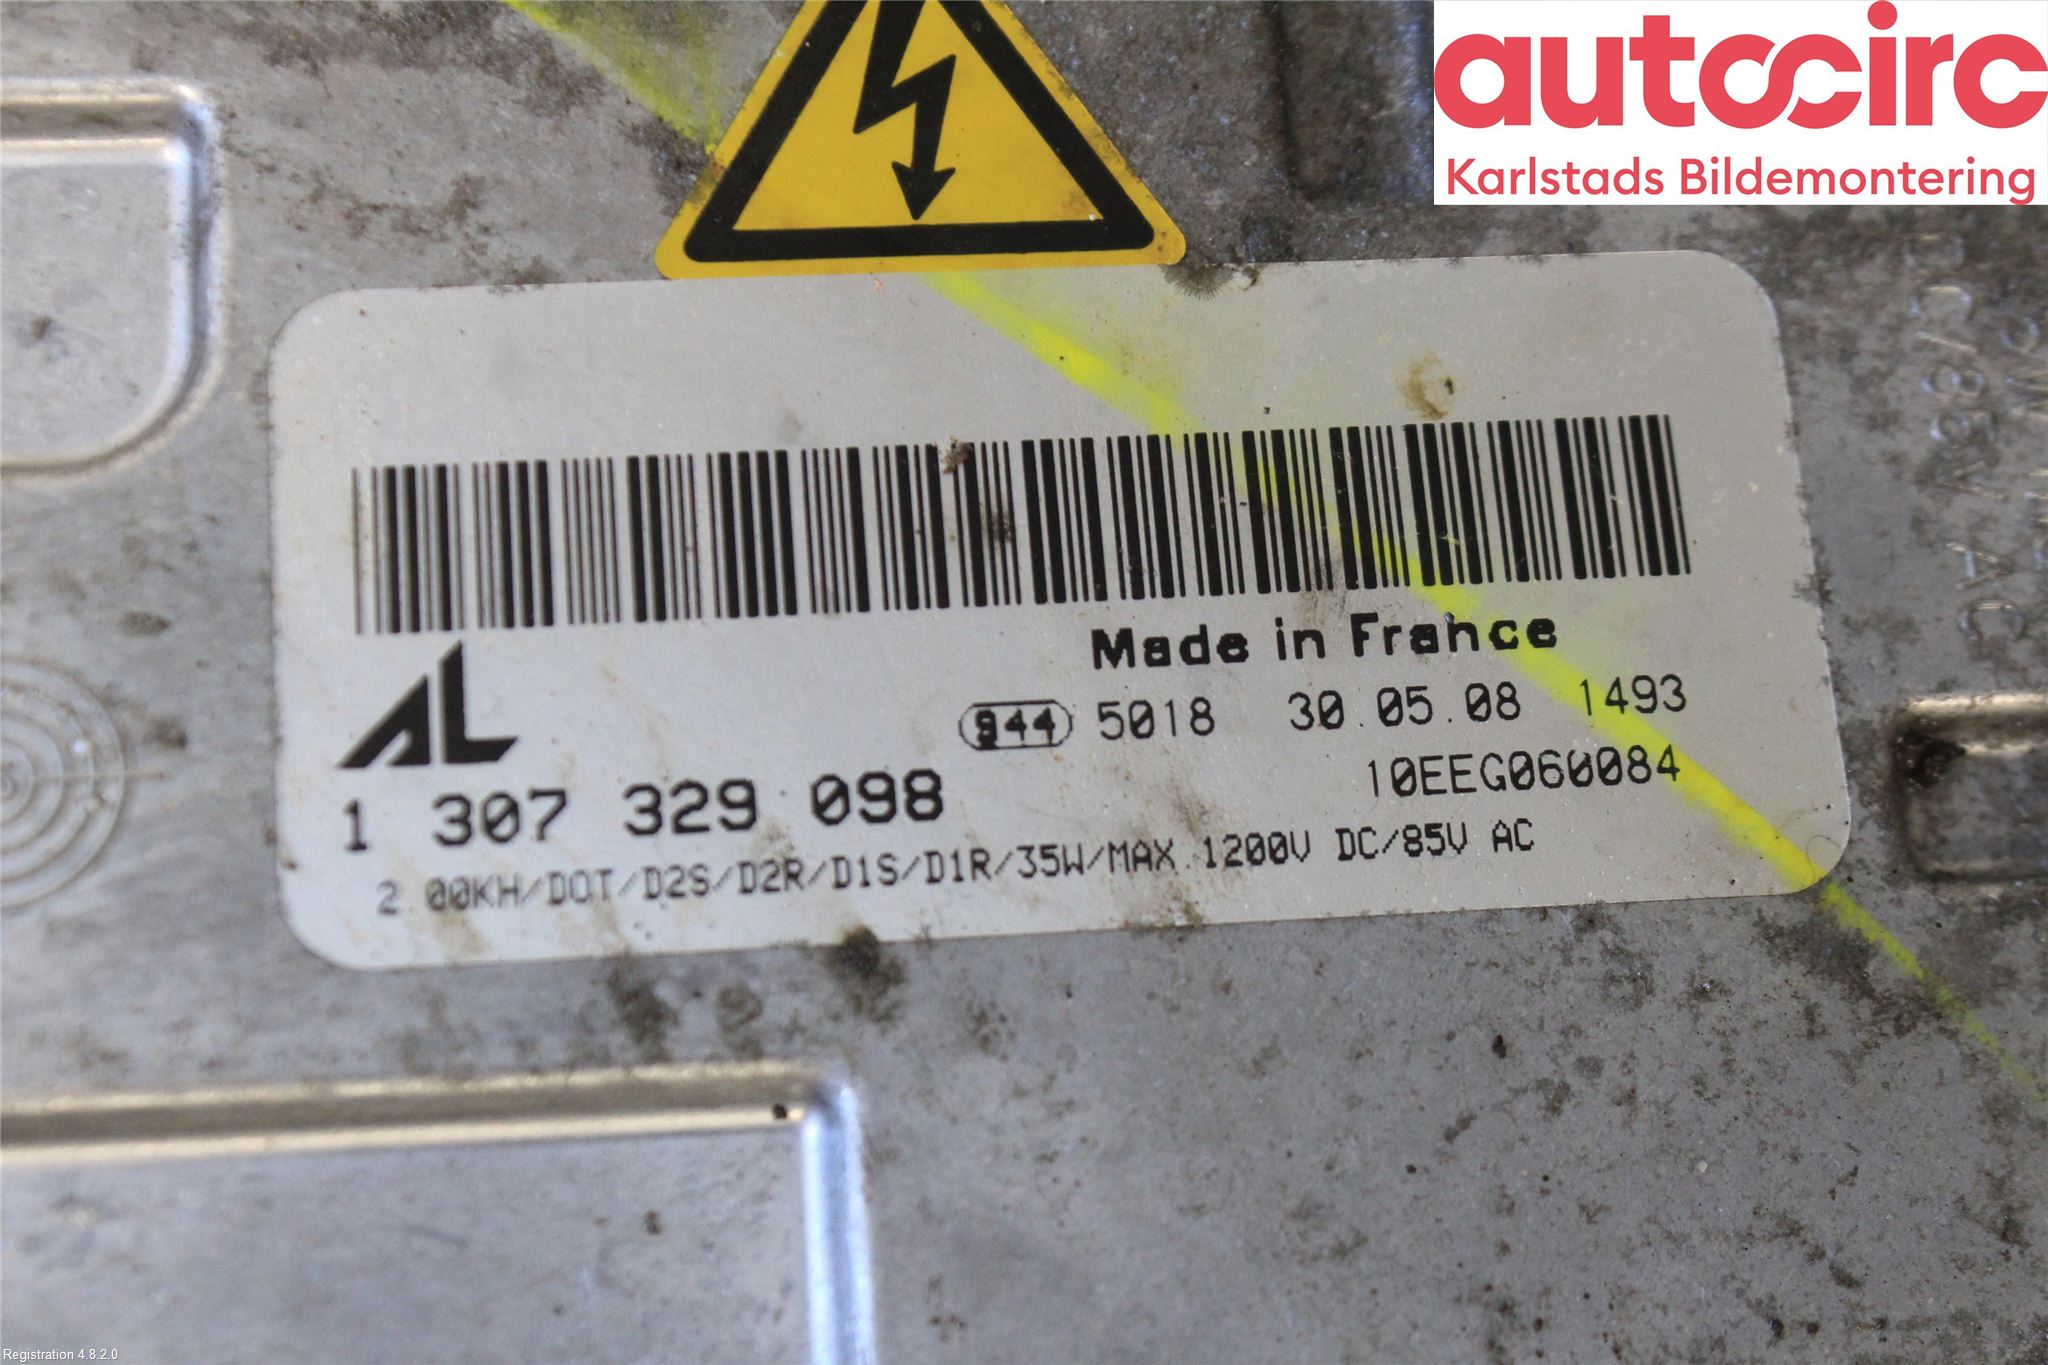 autocirc
Karlstads Bildemontering
Made in France
AL
944 5018 30.05.08 1493
1 307 329 098
10EEG060084
2.00KH/DOT/D2S/D2R/D1S/D1R/35W/MAX.1200V DC/85V AC
Registration 4.8.2.0